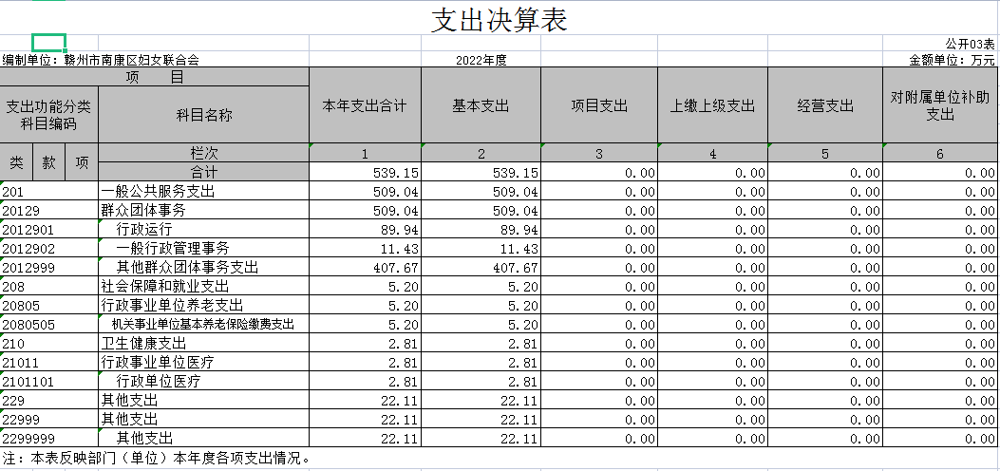 支出决算表
公开03表
编制单位：赣州市南康区妇女联合会 2022年度 金额单位：万元
项 目 本年支出合计 基本支出 项目支出 上缴上级支出 经营支出 对附属单位补助支出
支出功能分类科目编码 科目名称
类 款 项 栏次 1 2 3 4 5 6
合计 539.15 539.15 0.00 0.00 0.00 0.00
201 一般公共服务支出 509.04 509.04 0.00 0.00 0.00 0.00
20129 群众团体事务 509.04 509.04 0.00 0.00 0.00 0.00
2012901 行政运行 89.94 89.94 0.00 0.00 0.00 0.00
2012902 一般行政管理事务 11.43 11.43 0.00 0.00 0.00 0.00
2012999 其他群众团体事务支出 407.67 407.67 0.00 0.00 0.00 0.00
208 社会保障和就业支出 5.20 5.20 0.00 0.00 0.00 0.00
20805 行政事业单位养老支出 5.20 5.20 0.00 0.00 0.00 0.00
2080505 机关事业单位基本养老保险缴费支出 5.20 5.20 0.00 0.00 0.00 0.00
210 卫生健康支出 2.81 2.81 0.00 0.00 0.00 0.00
21011 行政事业单位医疗 2.81 2.81 0.00 0.00 0.00 0.00
2101101 行政单位医疗 2.81 2.81 0.00 0.00 0.00 0.00
229 其他支出 22.11 22.11 0.00 0.00 0.00 0.00
22999 其他支出 22.11 22.11 0.00 0.00 0.00 0.00
2299999 其他支出 22.11 22.11 0.00 0.00 0.00 0.00
注：本表反映部门（单位）本年度各项支出情况。